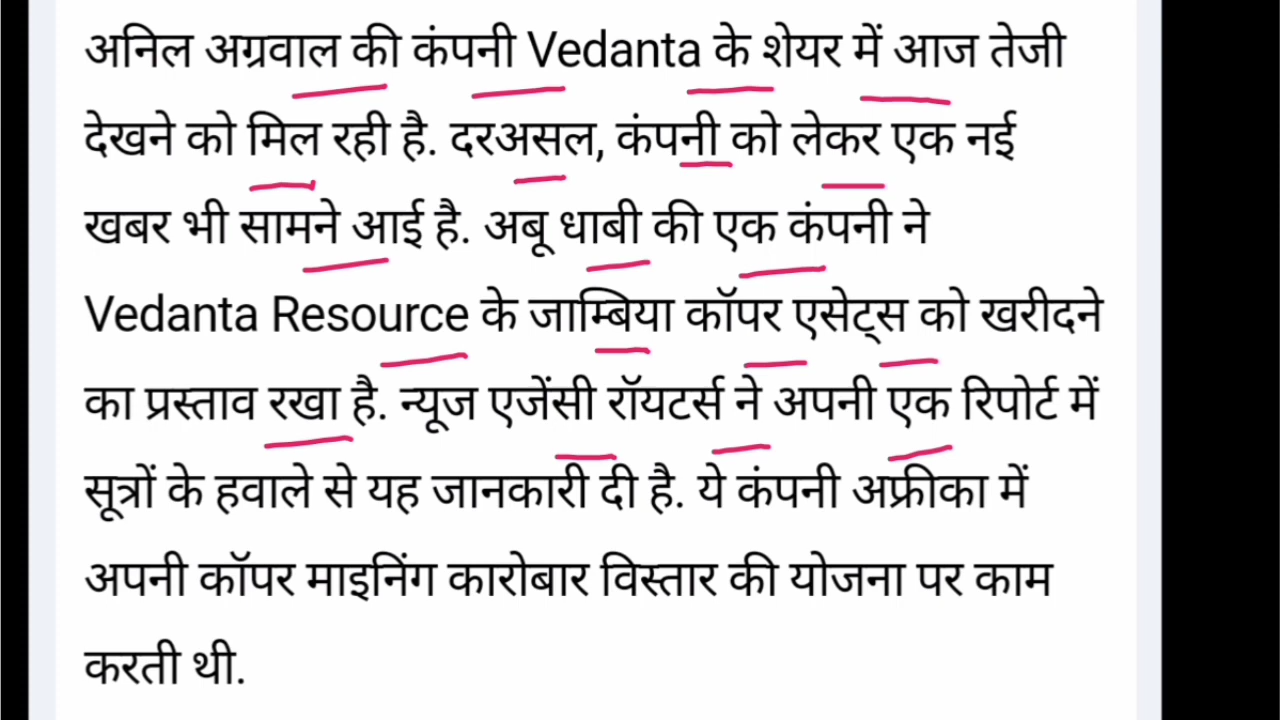 अनिल अग्रवाल की कंपनी Vedanta के शेयर में आज तेजी
देखने को मिल रही है. दरअसल, कंपनी को लेकर एक नई
खबर भी सामने आई है. अबू धाबी की एक कंपनी ने
Vedanta Resource के जाम्बिया कॉपर एसेट्स को खरीदने
का प्रस्ताव रखा है. न्यूज एजेंसी रॉयटर्स ने अपनी एक रिपोर्ट में
सूत्रों के हवाले से यह जानकारी दी है. ये कंपनी अफ्रीका में
अपनी कॉपर माइनिंग कारोबार विस्तार की योजना पर काम
करती थी.